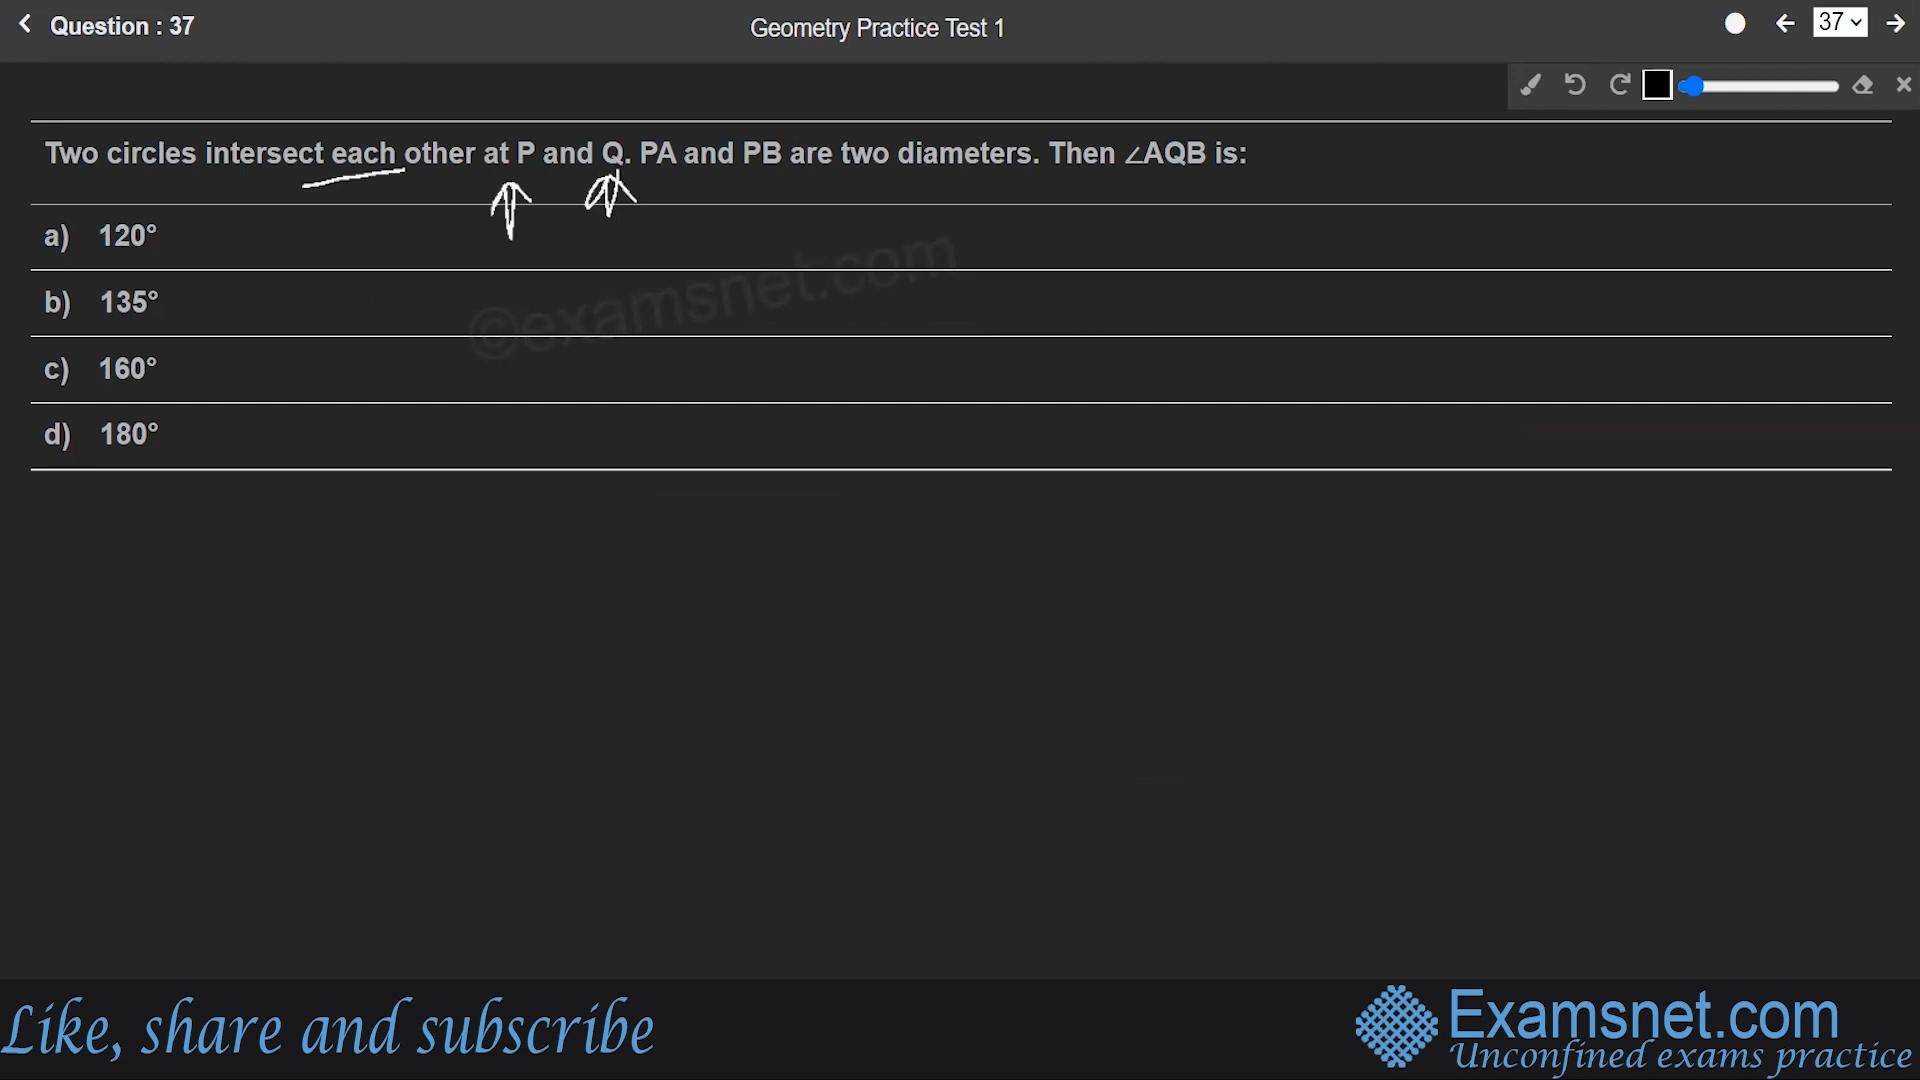 Question : 37
Geometry Practice Test 1
37
Two circles intersect each other at P and Q. PA and PB are two diameters. Then ∠AQB is:
a) 120°
b) 135°
c) 160°
d) 180°
©examsnet.com
Like, share and subscribe
Examsnet.com
Unconfined exams practice